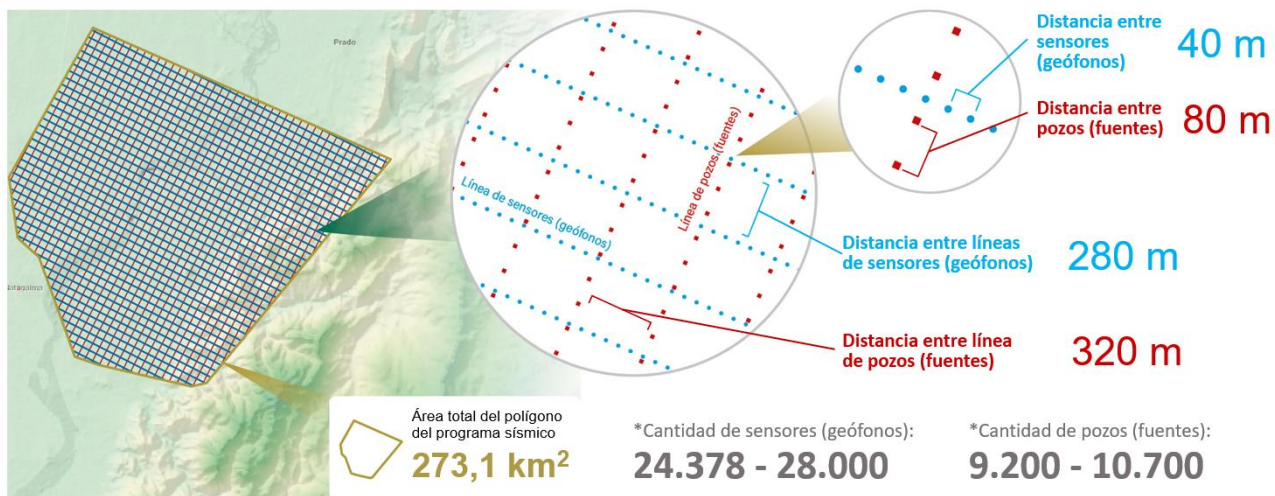 Prado
Natagaima
Línea de sensores (geófonos)
Línea de pozos (fuentes)
Distancia entre
sensores
(geófonos)
40 m
Distancia entre
pozos (fuentes)
80 m
Distancia entre líneas
de sensores (geófonos)
280 m
Distancia entre línea
de pozos (fuentes)
320 m
Área total del polígono
del programa sísmico
273,1 km²
*Cantidad de sensores (geófonos):
24.378 - 28.000
*Cantidad de pozos (fuentes):
9.200 - 10.700